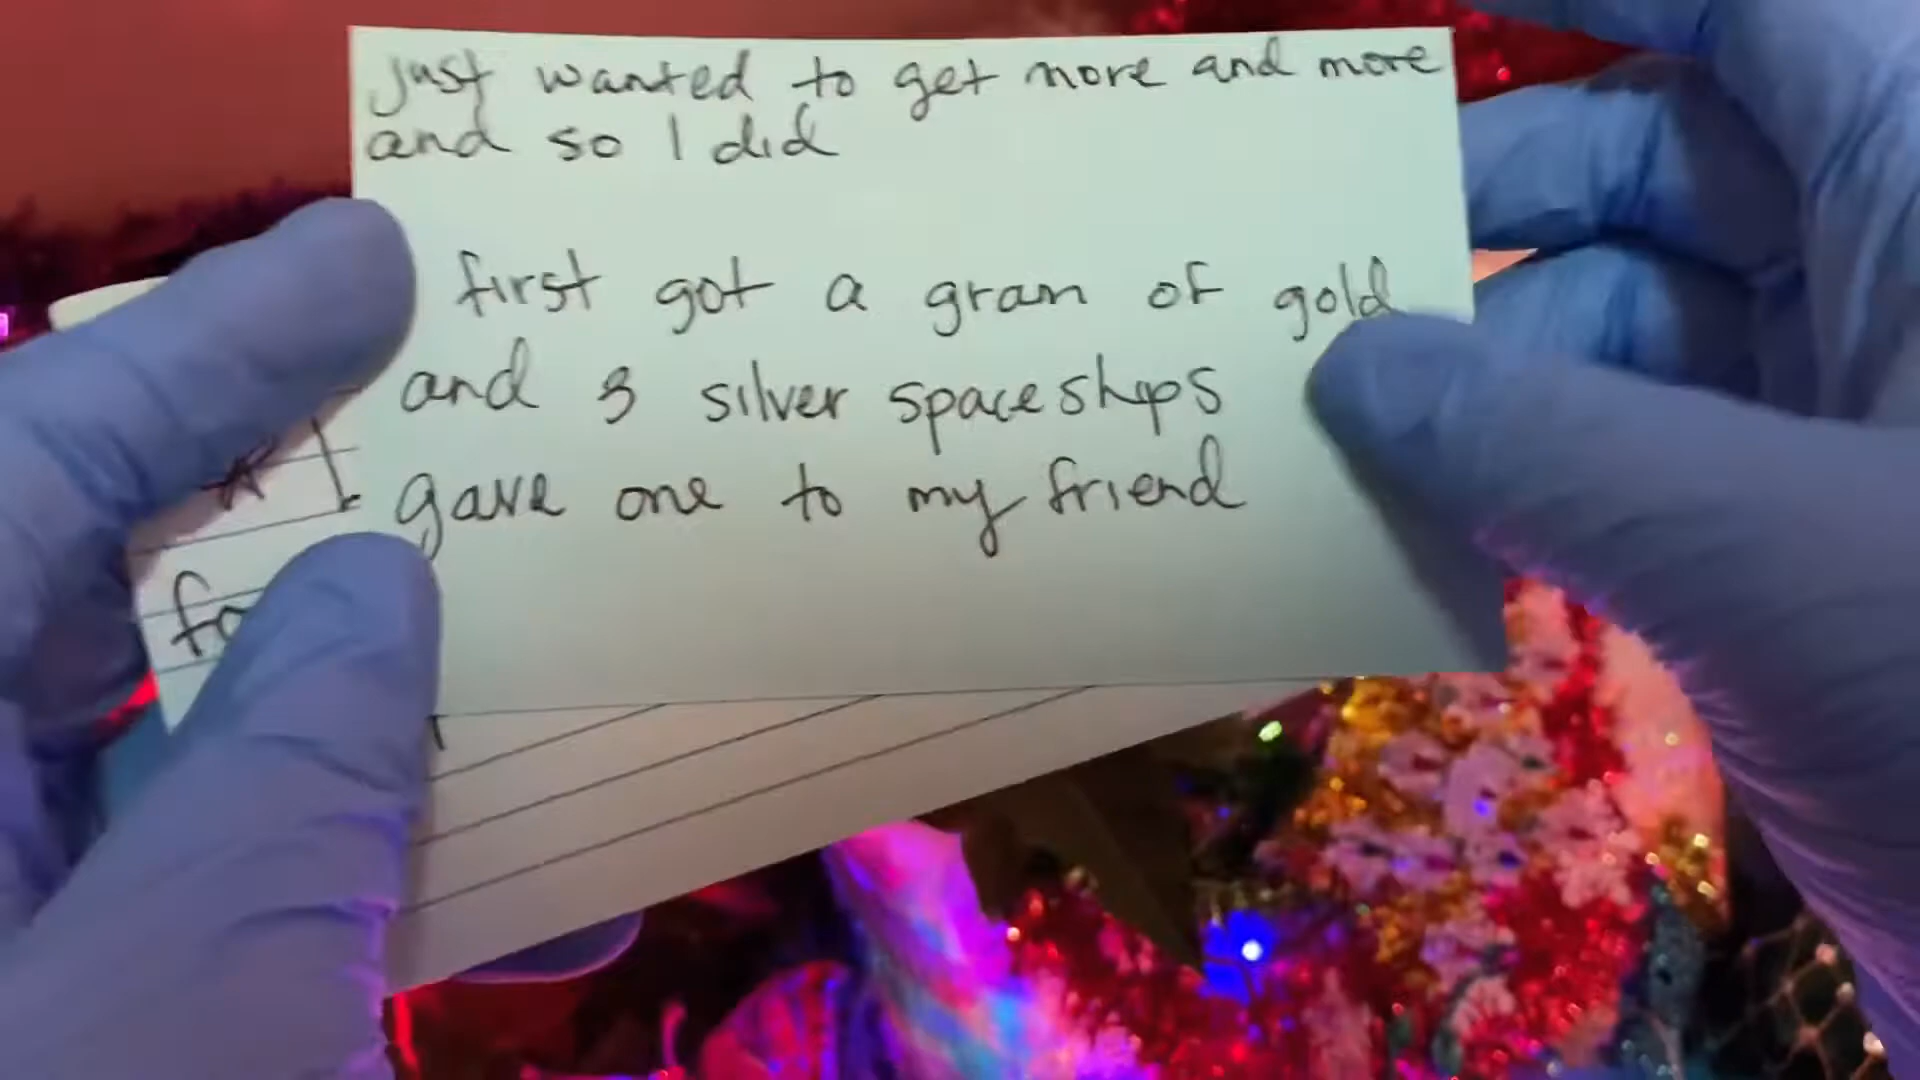 just wanted to get more and more
and so I did
first got a gram of gold
and 3 silver spaceships
gave one to my friend